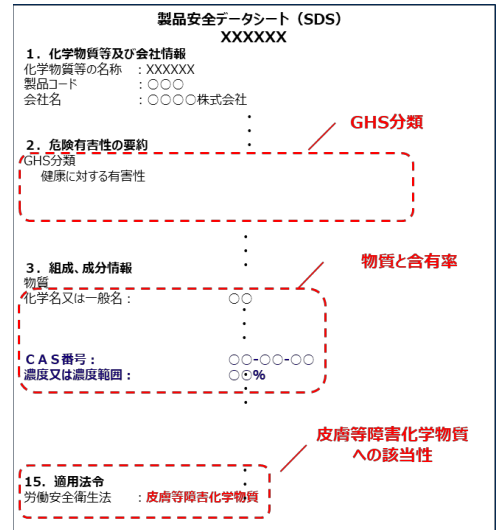 製品安全データシート（SDS）
XXXXXX
1．化学物質等及び会社情報
化学物質等の名称　：XXXXXX
製品コード　：○○○
会社名　：○○○○株式会社
GHS分類
2．危険有害性の要約
GHS分類
健康に対する有害性
物質と含有率
3．組成、成分情報
物質
化学名又は一般名：　○○
ＣＡＳ番号：　○○-○○-○○
濃度又は濃度範囲：　○○%
皮膚等障害化学物質
への該当性
15．適用法令
労働安全衛生法　：皮膚等障害化学物質